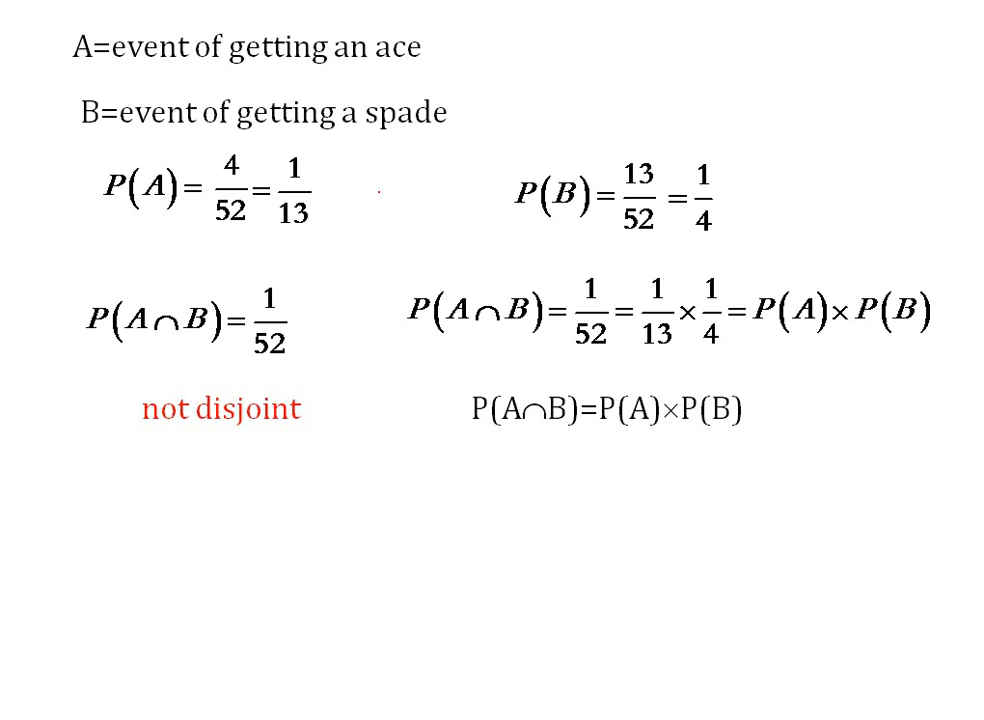 A=event of getting an ace
B=event of getting a spade
P(A)= 4/52 = 1/13
P(B)= 13/52 = 1/4
P(A∩B)= 1/52
P(A∩B)= 1/52 = 1/13 × 1/4 = P(A)×P(B)
not disjoint
P(A∩B)=P(A)×P(B)